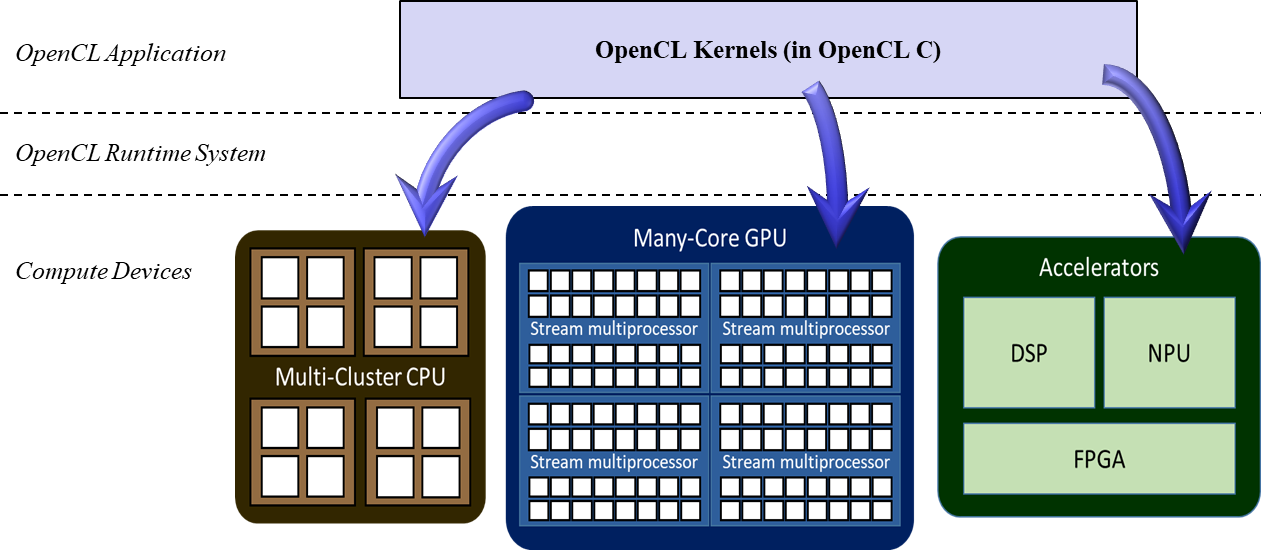 OpenCL Application
OpenCL Kernels (in OpenCL C)
OpenCL Runtime System
Compute Devices
Multi-Cluster CPU
Many-Core GPU
Stream multiprocessor
Stream multiprocessor
Stream multiprocessor
Stream multiprocessor
Accelerators
DSP
NPU
FPGA